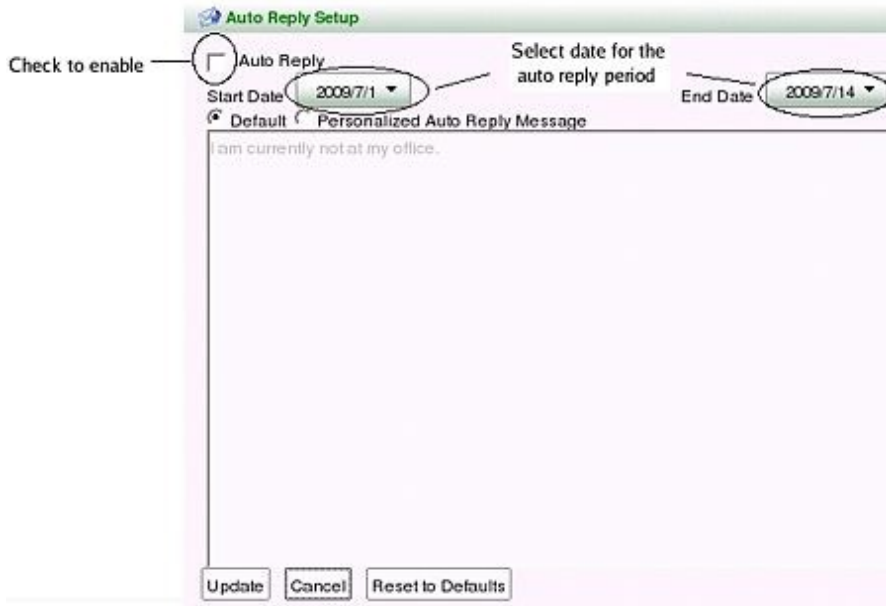 Auto Reply Setup
Check to enable
Auto Reply
Select date for the
auto reply period
Start Date 2009/7/1
End Date 2009/7/14
Default Personalized Auto Reply Message
I am currently not at my office.
Update Cancel Reset to Defaults